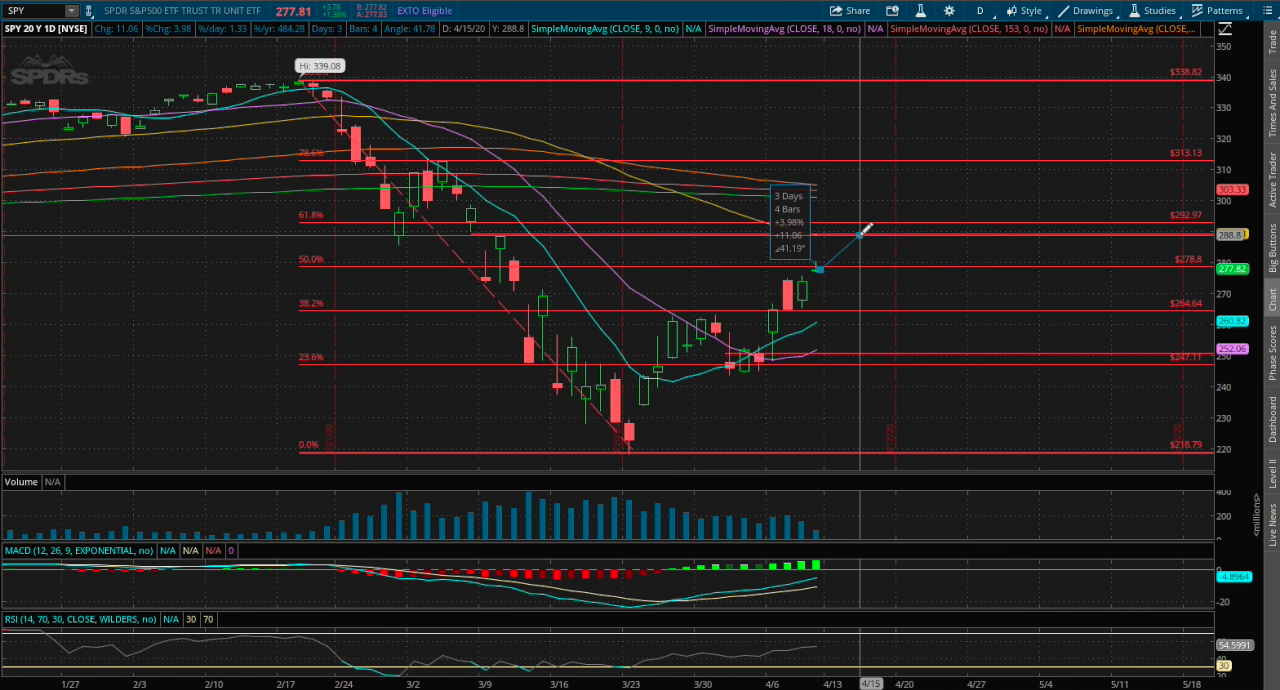 SPY
SPDR S&P500 ETF TRUST TR UNIT ETF
277.81
+3.78
+1.38%
B: 277.82
A: 277.83
EXTO Eligible
Share
D
Style
Drawings
Studies
Patterns
SPY 20 Y 1D [NYSE]
Chg: 11.06
%Chg: 3.98
%/day: 1.33
%/yr: 484.28
Days: 3
Bars: 4
Angle: 41.78
D: 4/15/20
Y: 288.8
SimpleMovingAvg (CLOSE, 9, 0, no)
N/A
SimpleMovingAvg (CLOSE, 18, 0, no)
N/A
SimpleMovingAvg (CLOSE, 153, 0, no)
N/A
SimpleMovingAvg (CLOSE,...
SPDRs
Hi: 339.08
$338.82
78.6%
$313.13
61.8%
$292.97
50.0%
$278.8
38.2%
$264.64
23.6%
$247.11
0.0%
$218.79
3 Days
4 Bars
+3.98%
+11.06
∠41.19°
350
340
330
320
310
303.33
300
288.8
280
277.82
270
260.82
252.06
250
240
230
220
Volume
N/A
400
200
0
<millions>
MACD (12, 26, 9, EXPONENTIAL, no)
N/A
N/A
N/A
0
0
-4.8964
-20
RSI (14, 70, 30, CLOSE, WILDERS, no)
N/A
30
70
54.5991
30
20
1/27
2/3
2/10
2/17
2/24
3/2
3/9
3/16
3/23
3/30
4/6
4/13
4/15
4/20
4/27
5/4
5/11
5/18
Trade
Times And Sales
Active Trader
Big Buttons
Chart
Phase Scores
Dashboard
Level II
Live News